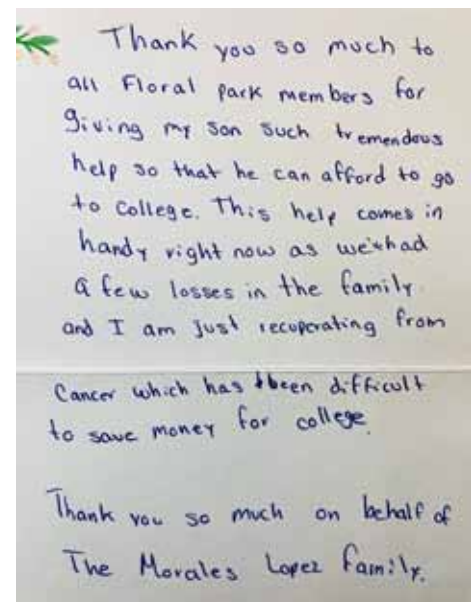 Thank you so much to
all Floral park members for
giving my son such tremendous
help so that he can afford to go
to college. This help comes in
handy right now as we had
a few losses in the family
and I am just recuperating from
Cancer which has been difficult
to save money for college.
Thank you so much on behalf of
The Morales Lopez family.